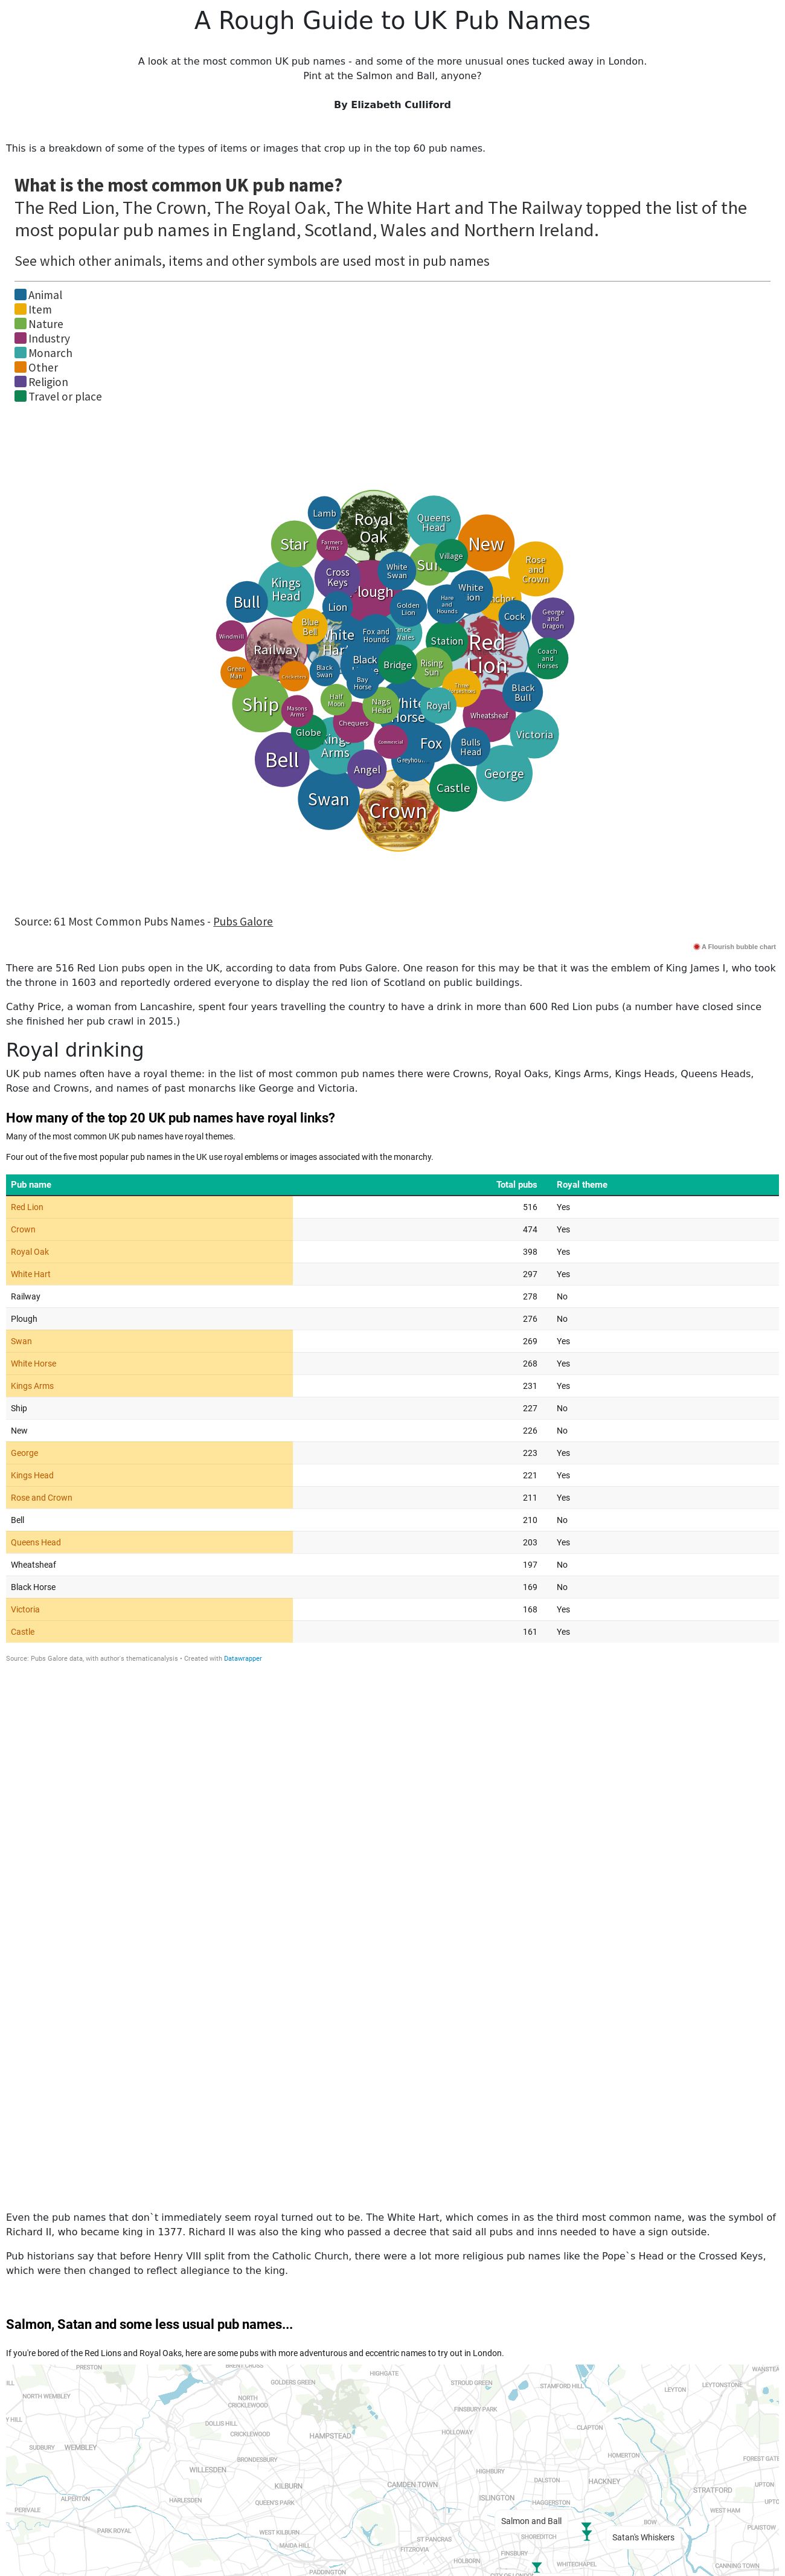 A Rough Guide to UK Pub Names
A look at the most common UK pub names - and some of the more unusual ones tucked away in London.
Pint at the Salmon and Ball, anyone?
By Elizabeth Culliford
This is a breakdown of some of the types of items or images that crop up in the top 60 pub names.
What is the most common UK pub name?
The Red Lion, The Crown, The Royal Oak, The White Hart and The Railway topped the list of the
most popular pub names in England, Scotland, Wales and Northern Ireland.
See which other animals, items and other symbols are used most in pub names
Animal
Item
Nature
Industry
Monarch
Other
Religion
Travel or place
Lamb
Royal
Oak
Queens
Head
Star
Farmers
Arms
New
Village
Sun
Rose
and
Crown
Cross
Keys
White
Swan
Kings
Head
lough
White
ion
ncho
Bull
Lion
Golden
Lion
Hare
and
Hounds
Cock
George
and
Dragon
Blue
Bell
Windmill
White
Har
Fox and
Hounds
ince
Wales
Station
Red
Lion
Railway
Coach
and
Horses
Black
Bridge
Rising
Sun
Green
Man
Black
Swan
Bay
Horse
Black
Bull
Ship
Masons
Arms
Half
Moon
Nags
Head
White
Horse
Royal
Wheatsheaf
Chequers
Globe
Kings
Arms
Commercial
Fox
Bulls
Head
Victoria
Bell
Angel
Greyhou
George
Swan
Crown
Castle
Source: 61 Most Common Pubs Names - Pubs Galore
A Flourish bubble chart
There are 516 Red Lion pubs open in the UK, according to data from Pubs Galore. One reason for this may be that it was the emblem of King James I, who took
the throne in 1603 and reportedly ordered everyone to display the red lion of Scotland on public buildings.
Cathy Price, a woman from Lancashire, spent four years travelling the country to have a drink in more than 600 Red Lion pubs (a number have closed since
she finished her pub crawl in 2015.)
Royal drinking
UK pub names often have a royal theme: in the list of most common pub names there were Crowns, Royal Oaks, Kings Arms, Kings Heads, Queens Heads,
Rose and Crowns, and names of past monarchs like George and Victoria.
How many of the top 20 UK pub names have royal links?
Many of the most common UK pub names have royal themes.
Four out of the five most popular pub names in the UK use royal emblems or images associated with the monarchy.
Pub name Total pubs Royal theme
Red Lion 516 Yes
Crown 474 Yes
Royal Oak 398 Yes
White Hart 297 Yes
Railway 278 No
Plough 276 No
Swan 269 Yes
White Horse 268 Yes
Kings Arms 231 Yes
Ship 227 No
New 226 No
George 223 Yes
Kings Head 221 Yes
Rose and Crown 211 Yes
Bell 210 No
Queens Head 203 Yes
Wheatsheaf 197 No
Black Horse 169 No
Victoria 168 Yes
Castle 161 Yes
Source: Pubs Galore data, with author's thematicanalysis • Created with Datawrapper
Even the pub names that don`t immediately seem royal turned out to be. The White Hart, which comes in as the third most common name, was the symbol of
Richard II, who became king in 1377. Richard II was also the king who passed a decree that said all pubs and inns needed to have a sign outside.
Pub historians say that before Henry VIII split from the Catholic Church, there were a lot more religious pub names like the Pope`s Head or the Crossed Keys,
which were then changed to reflect allegiance to the king.
Salmon, Satan and some less usual pub names...
If you're bored of the Red Lions and Royal Oaks, here are some pubs with more adventurous and eccentric names to try out in London.
PRESTON
BRENT CROSS
HIGHGATE
WANSTEA
GOLDERS GREEN
STROUD GREEN
STAMFORD HILL
LEYTON
LEYTONSTONE
NORTH WEMBLEY
NORTH
CRICKLEWOOD
FINSBURY PARK
DOLLIS HILL
CRICKLEWOOD
HAMPSTEAD
HOLLOWAY
CLAPTON
SUDBURY
WEMBLEY
BRONDESBURY
HOMERTON
FOREST GATE
WILLESDEN
HIGHBURY
DALSTON
HACKNEY
KILBURN
CAMDEN TOWN
STRATFORD
UPTON
ALPERTON
HARLESDEN
QUEEN'S PARK
ISLINGTON
HAGGERSTON
WEST HAM
PERIVALE
PARK ROYAL
WEST KILBURN
MAIDA HILL
Salmon and Ball
BOW
PLAISTOW
ST PANCRAS
FITZROVIA
SHOREDITCH
Satan's Whiskers
FINSBURY
HOLBORN
WHITECHAPEL
CANNING TOWN
PADDINGTON
CITY OF LONDON